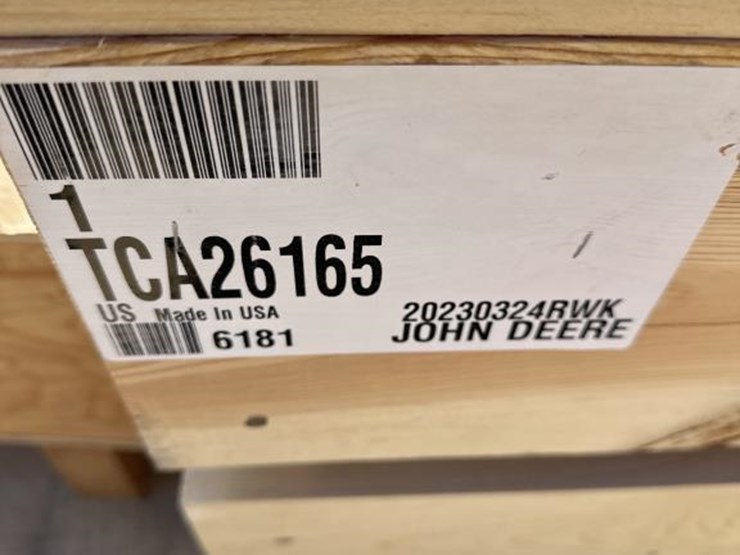 1
TCA26165
US Made In USA
6181
20230324RWK
JOHN DEERE